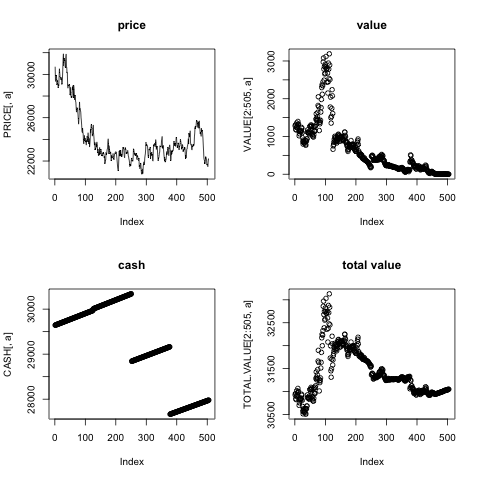 price
PRICE[, a]
22000 26000 30000
0 100 200 300 400 500
Index
value
VALUE[2:505, a]
0 1000 2000 3000
0 100 200 300 400 500
Index
cash
CASH[, a]
28000 29000 30000
0 100 200 300 400 500
Index
total value
TOTAL.VALUE[2:505, a]
30500 31500 32500
0 100 200 300 400 500
Index